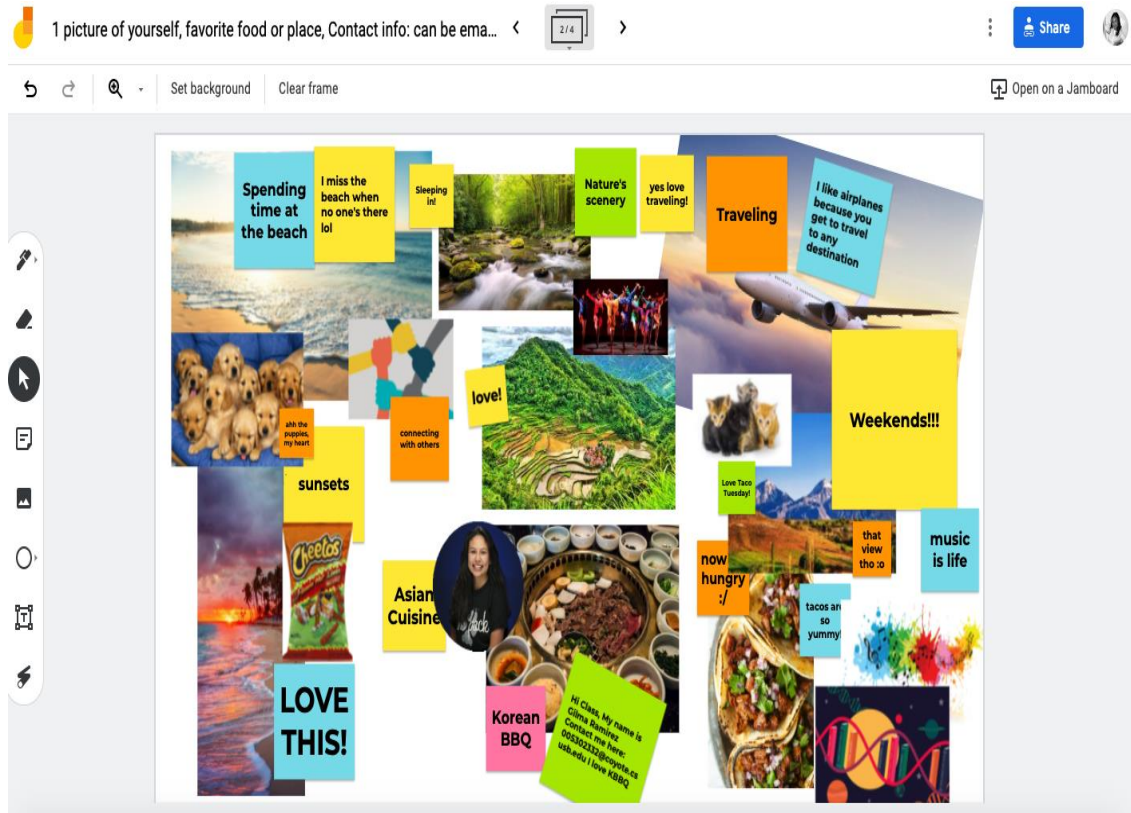 1 picture of yourself, favorite food or place, Contact info: can be ema...
2/4
Share
Set background
Clear frame
Open on a Jamboard
Spending
time at
the beach
I miss the
beach when
no one's there
lol
Sleeping
in!
Nature's
scenery
yes love
traveling!
Traveling
I like airplanes
because you
get to travel
to any
destination
ahh the
puppies,
my heart
connecting
with others
love!
Weekends!!!
sunsets
Love Taco
Tuesday!
that
view
tho :o
music
is life
Cheetos
Asian
Cuisine
now
hungry
:/
tacos are
so
yummy!
LOVE
THIS!
Korean
BBQ
Hi Class, My name is
Gilma Ramirez
Contact me here:
005302332@coyote.cs
usb.edu I love KBBQ